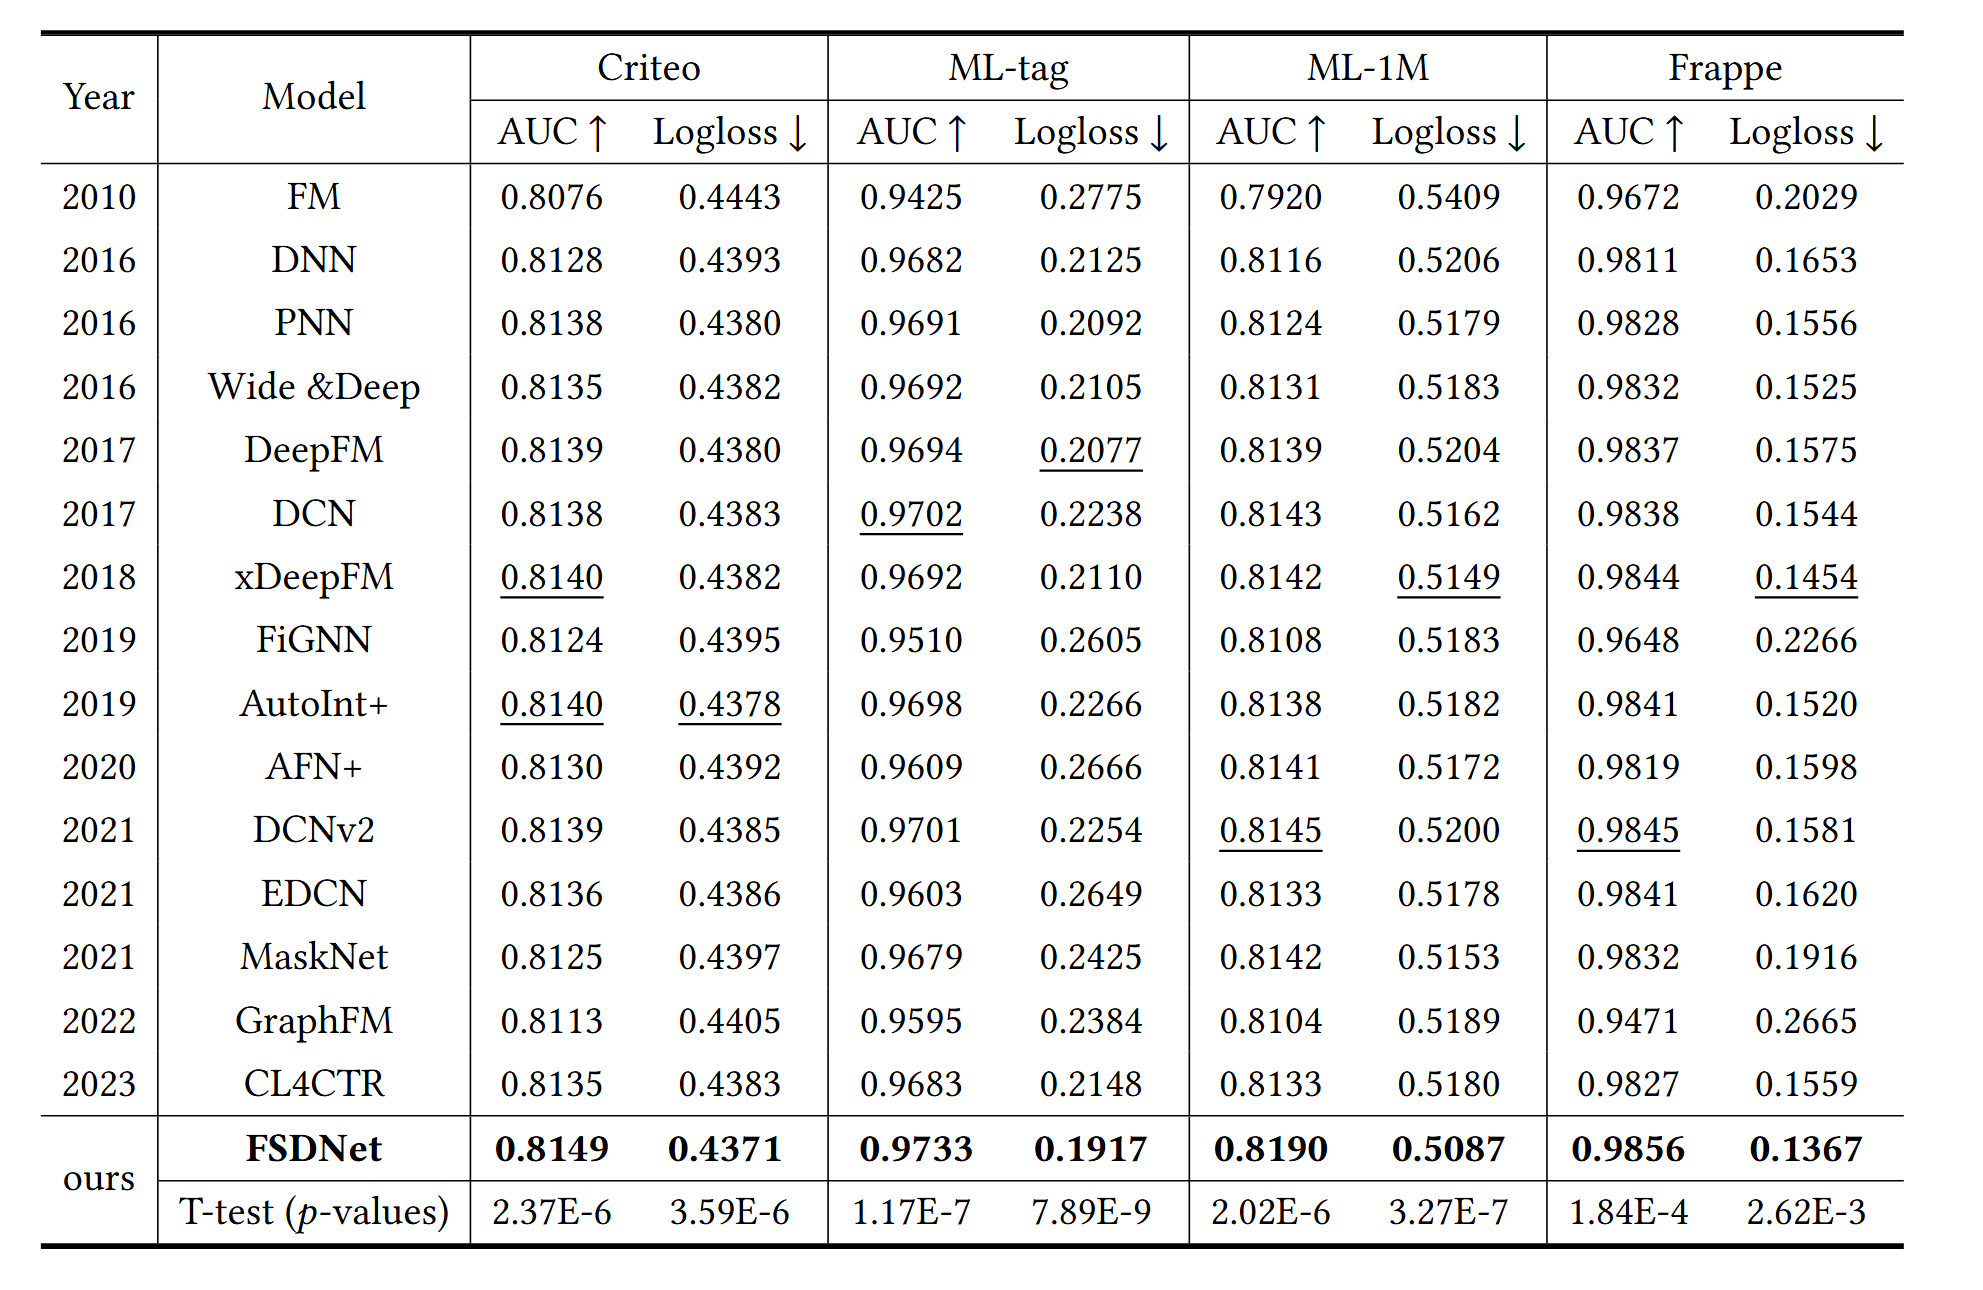 Year Model Criteo ML-tag ML-1M Frappe
AUC ↑ Logloss ↓ AUC ↑ Logloss ↓ AUC ↑ Logloss ↓ AUC ↑ Logloss ↓
2010 FM 0.8076 0.4443 0.9425 0.2775 0.7920 0.5409 0.9672 0.2029
2016 DNN 0.8128 0.4393 0.9682 0.2125 0.8116 0.5206 0.9811 0.1653
2016 PNN 0.8138 0.4380 0.9691 0.2092 0.8124 0.5179 0.9828 0.1556
2016 Wide &Deep 0.8135 0.4382 0.9692 0.2105 0.8131 0.5183 0.9832 0.1525
2017 DeepFM 0.8139 0.4380 0.9694 0.2077 0.8139 0.5204 0.9837 0.1575
2017 DCN 0.8138 0.4383 0.9702 0.2238 0.8143 0.5162 0.9838 0.1544
2018 xDeepFM 0.8140 0.4382 0.9692 0.2110 0.8142 0.5149 0.9844 0.1454
2019 FiGNN 0.8124 0.4395 0.9510 0.2605 0.8108 0.5183 0.9648 0.2266
2019 AutoInt+ 0.8140 0.4378 0.9698 0.2266 0.8138 0.5182 0.9841 0.1520
2020 AFN+ 0.8130 0.4392 0.9609 0.2666 0.8141 0.5172 0.9819 0.1598
2021 DCNv2 0.8139 0.4385 0.9701 0.2254 0.8145 0.5200 0.9845 0.1581
2021 EDCN 0.8136 0.4386 0.9603 0.2649 0.8133 0.5178 0.9841 0.1620
2021 MaskNet 0.8125 0.4397 0.9679 0.2425 0.8142 0.5153 0.9832 0.1916
2022 GraphFM 0.8113 0.4405 0.9595 0.2384 0.8104 0.5189 0.9471 0.2665
2023 CL4CTR 0.8135 0.4383 0.9683 0.2148 0.8133 0.5180 0.9827 0.1559
ours FSDNet 0.8149 0.4371 0.9733 0.1917 0.8190 0.5087 0.9856 0.1367
T-test (p-values) 2.37E-6 3.59E-6 1.17E-7 7.89E-9 2.02E-6 3.27E-7 1.84E-4 2.62E-3